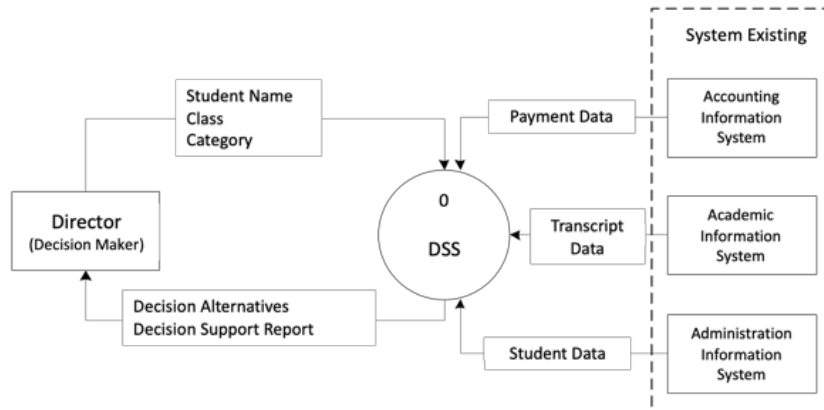 System Existing
Student Name
Class
Category
Payment Data
Accounting
Information
System
Director
(Decision Maker)
0
DSS
Transcript
Data
Academic
Information
System
Decision Alternatives
Decision Support Report
Student Data
Administration
Information
System